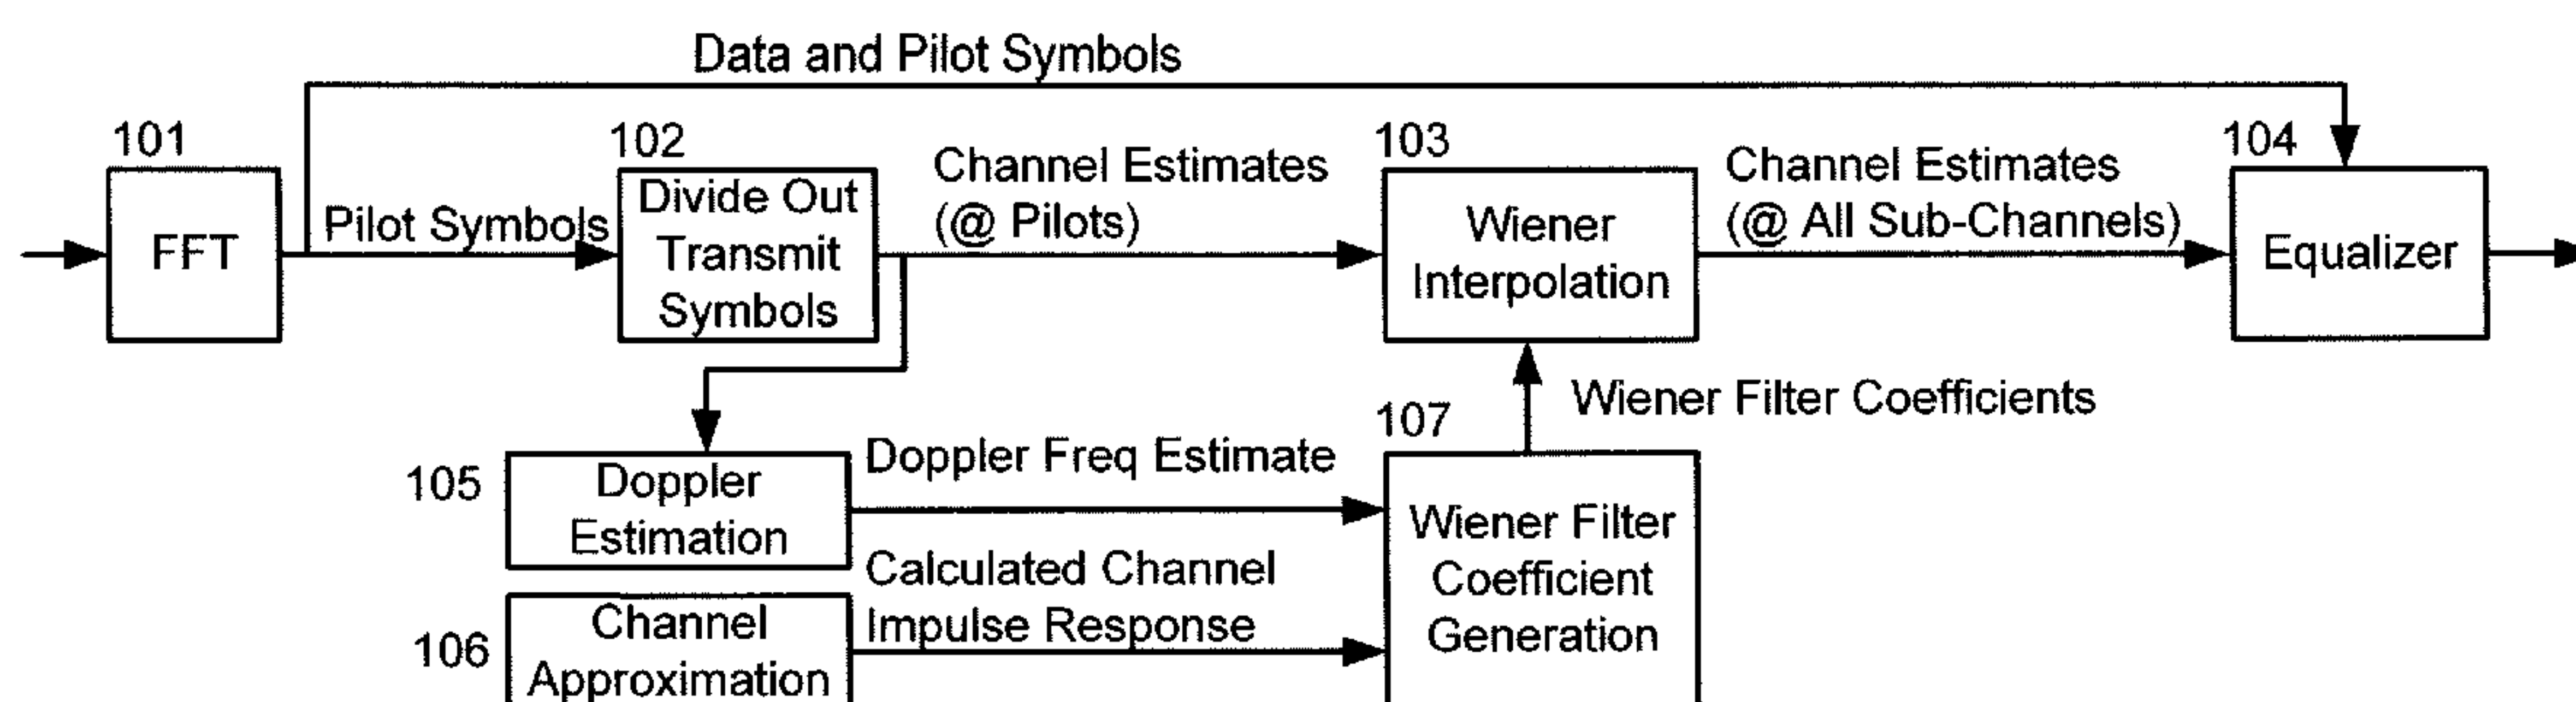 Data and Pilot Symbols
101
FFT
Pilot Symbols
102
Divide Out
Transmit
Symbols
Channel Estimates
(@ Pilots)
103
Wiener
Interpolation
Channel Estimates
(@ All Sub-Channels)
104
Equalizer
105
Doppler
Estimation
Doppler Freq Estimate
106
Channel
Approximation
Calculated Channel
Impulse Response
107
Wiener Filter
Coefficient
Generation
Wiener Filter Coefficients